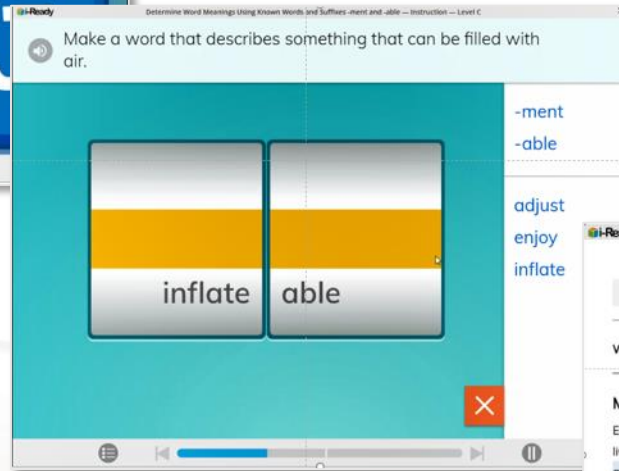 i-Ready
Determine Word Meanings Using Known Words and Suffixes -ment and -able — Instruction — Level C
Make a word that describes something that can be filled with
air.
-ment
-able
inflate able
adjust
enjoy
inflate
i-Re